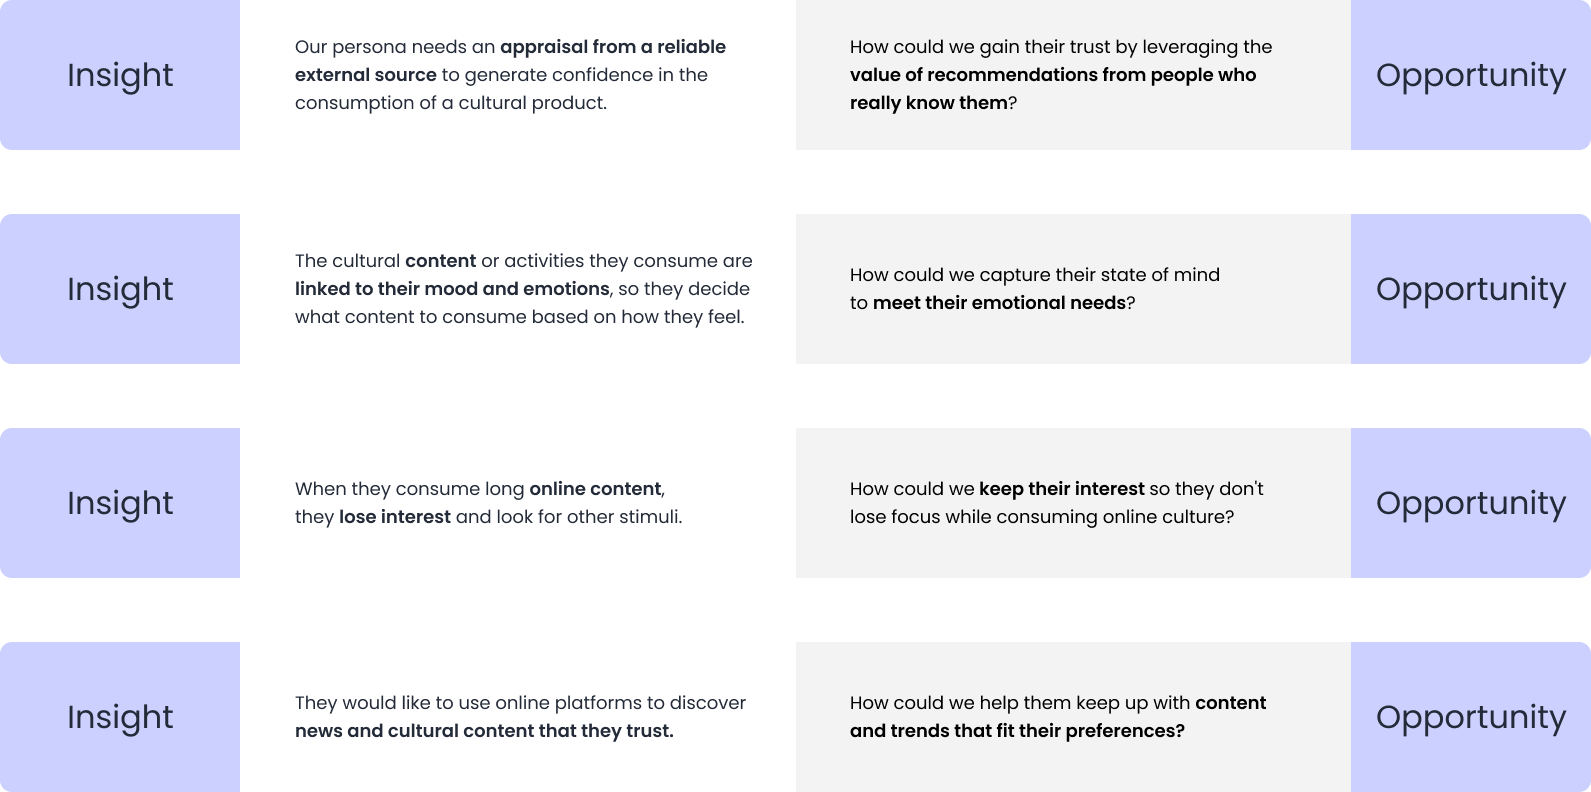 Insight
Our persona needs an appraisal from a reliable
external source to generate confidence in the
consumption of a cultural product.
How could we gain their trust by leveraging the
value of recommendations from people who
really know them?
Opportunity
Insight
The cultural content or activities they consume are
linked to their mood and emotions, so they decide
what content to consume based on how they feel.
How could we capture their state of mind
to meet their emotional needs?
Opportunity
Insight
When they consume long online content,
they lose interest and look for other stimuli.
How could we keep their interest so they don't
lose focus while consuming online culture?
Opportunity
Insight
They would like to use online platforms to discover
news and cultural content that they trust.
How could we help them keep up with content
and trends that fit their preferences?
Opportunity